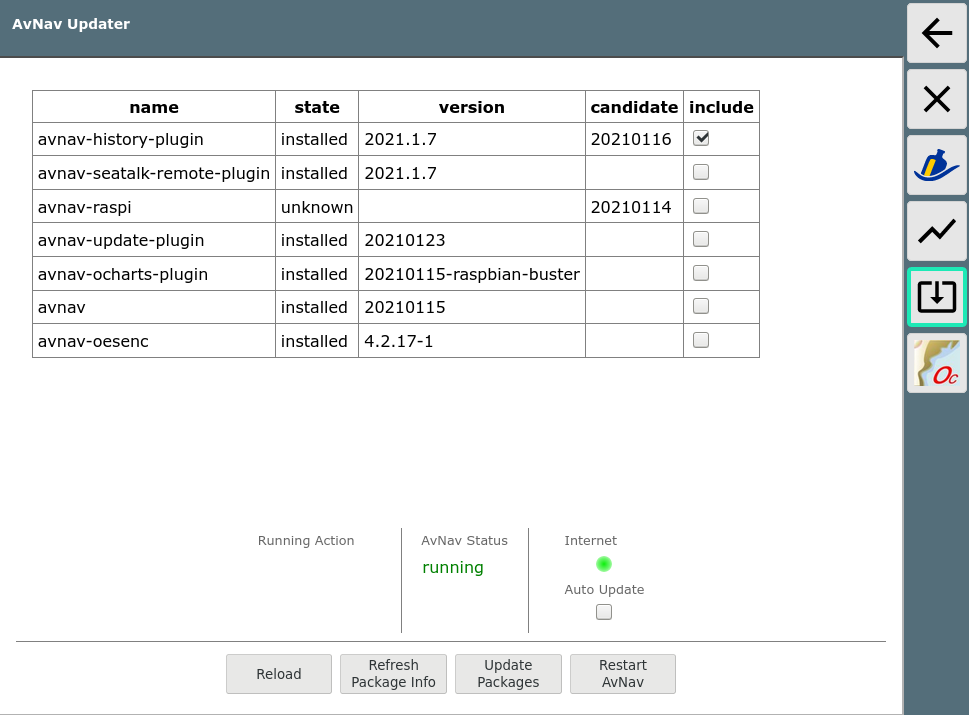 AvNav Updater
name state version candidate include
avnav-history-plugin installed 2021.1.7 20210116
avnav-seatalk-remote-plugin installed 2021.1.7
avnav-raspi unknown 20210114
avnav-update-plugin installed 20210123
avnav-ocharts-plugin installed 20210115-raspbian-buster
avnav installed 20210115
avnav-oesenc installed 4.2.17-1
Oc
Running Action AvNav Status Internet
running
Auto Update
Reload
Refresh
Package Info
Update
Packages
Restart
AvNav